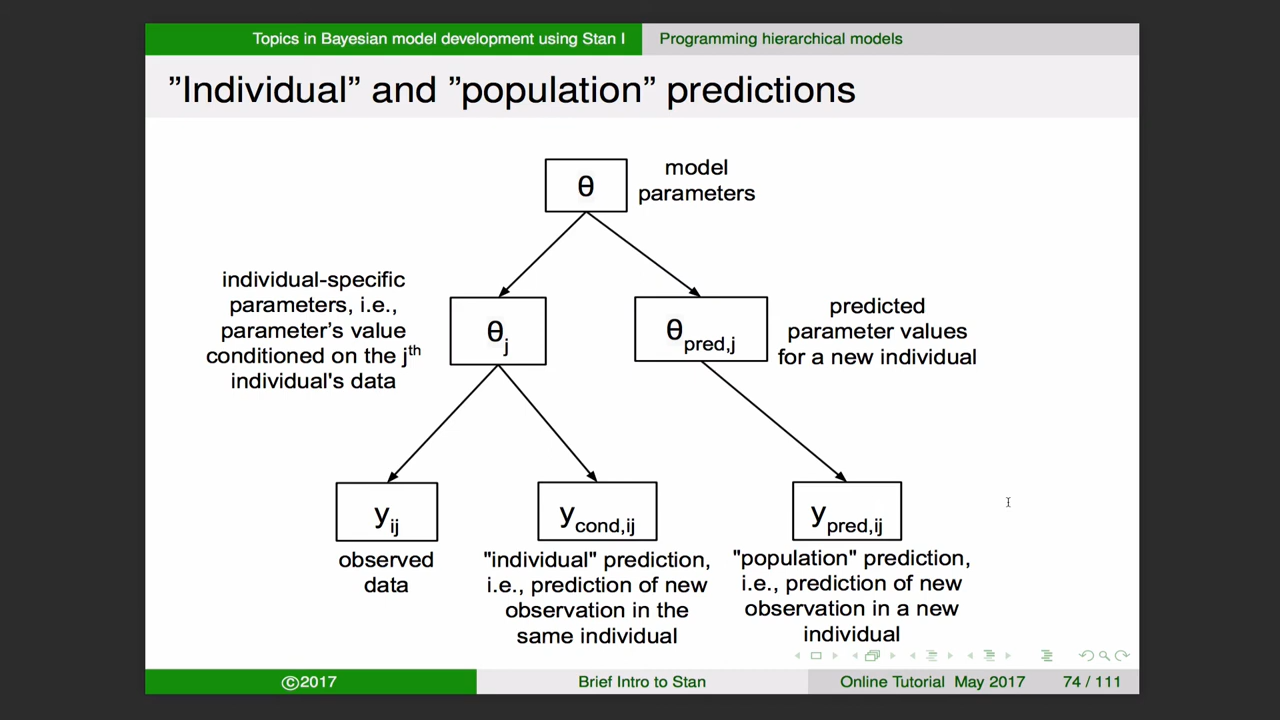 Topics in Bayesian model development using Stan I
Programming hierarchical models
”Individual” and ”population” predictions
θ
model
parameters
individual-specific
parameters, i.e.,
parameter's value
conditioned on the jth
individual's data
θj
θpred,j
predicted
parameter values
for a new individual
yij
ycond,ij
ypred,ij
observed
data
"individual" prediction,
i.e., prediction of new
observation in the
same individual
"population" prediction,
i.e., prediction of new
observation in a new
individual
©2017
Brief Intro to Stan
Online Tutorial May 2017
74 / 111